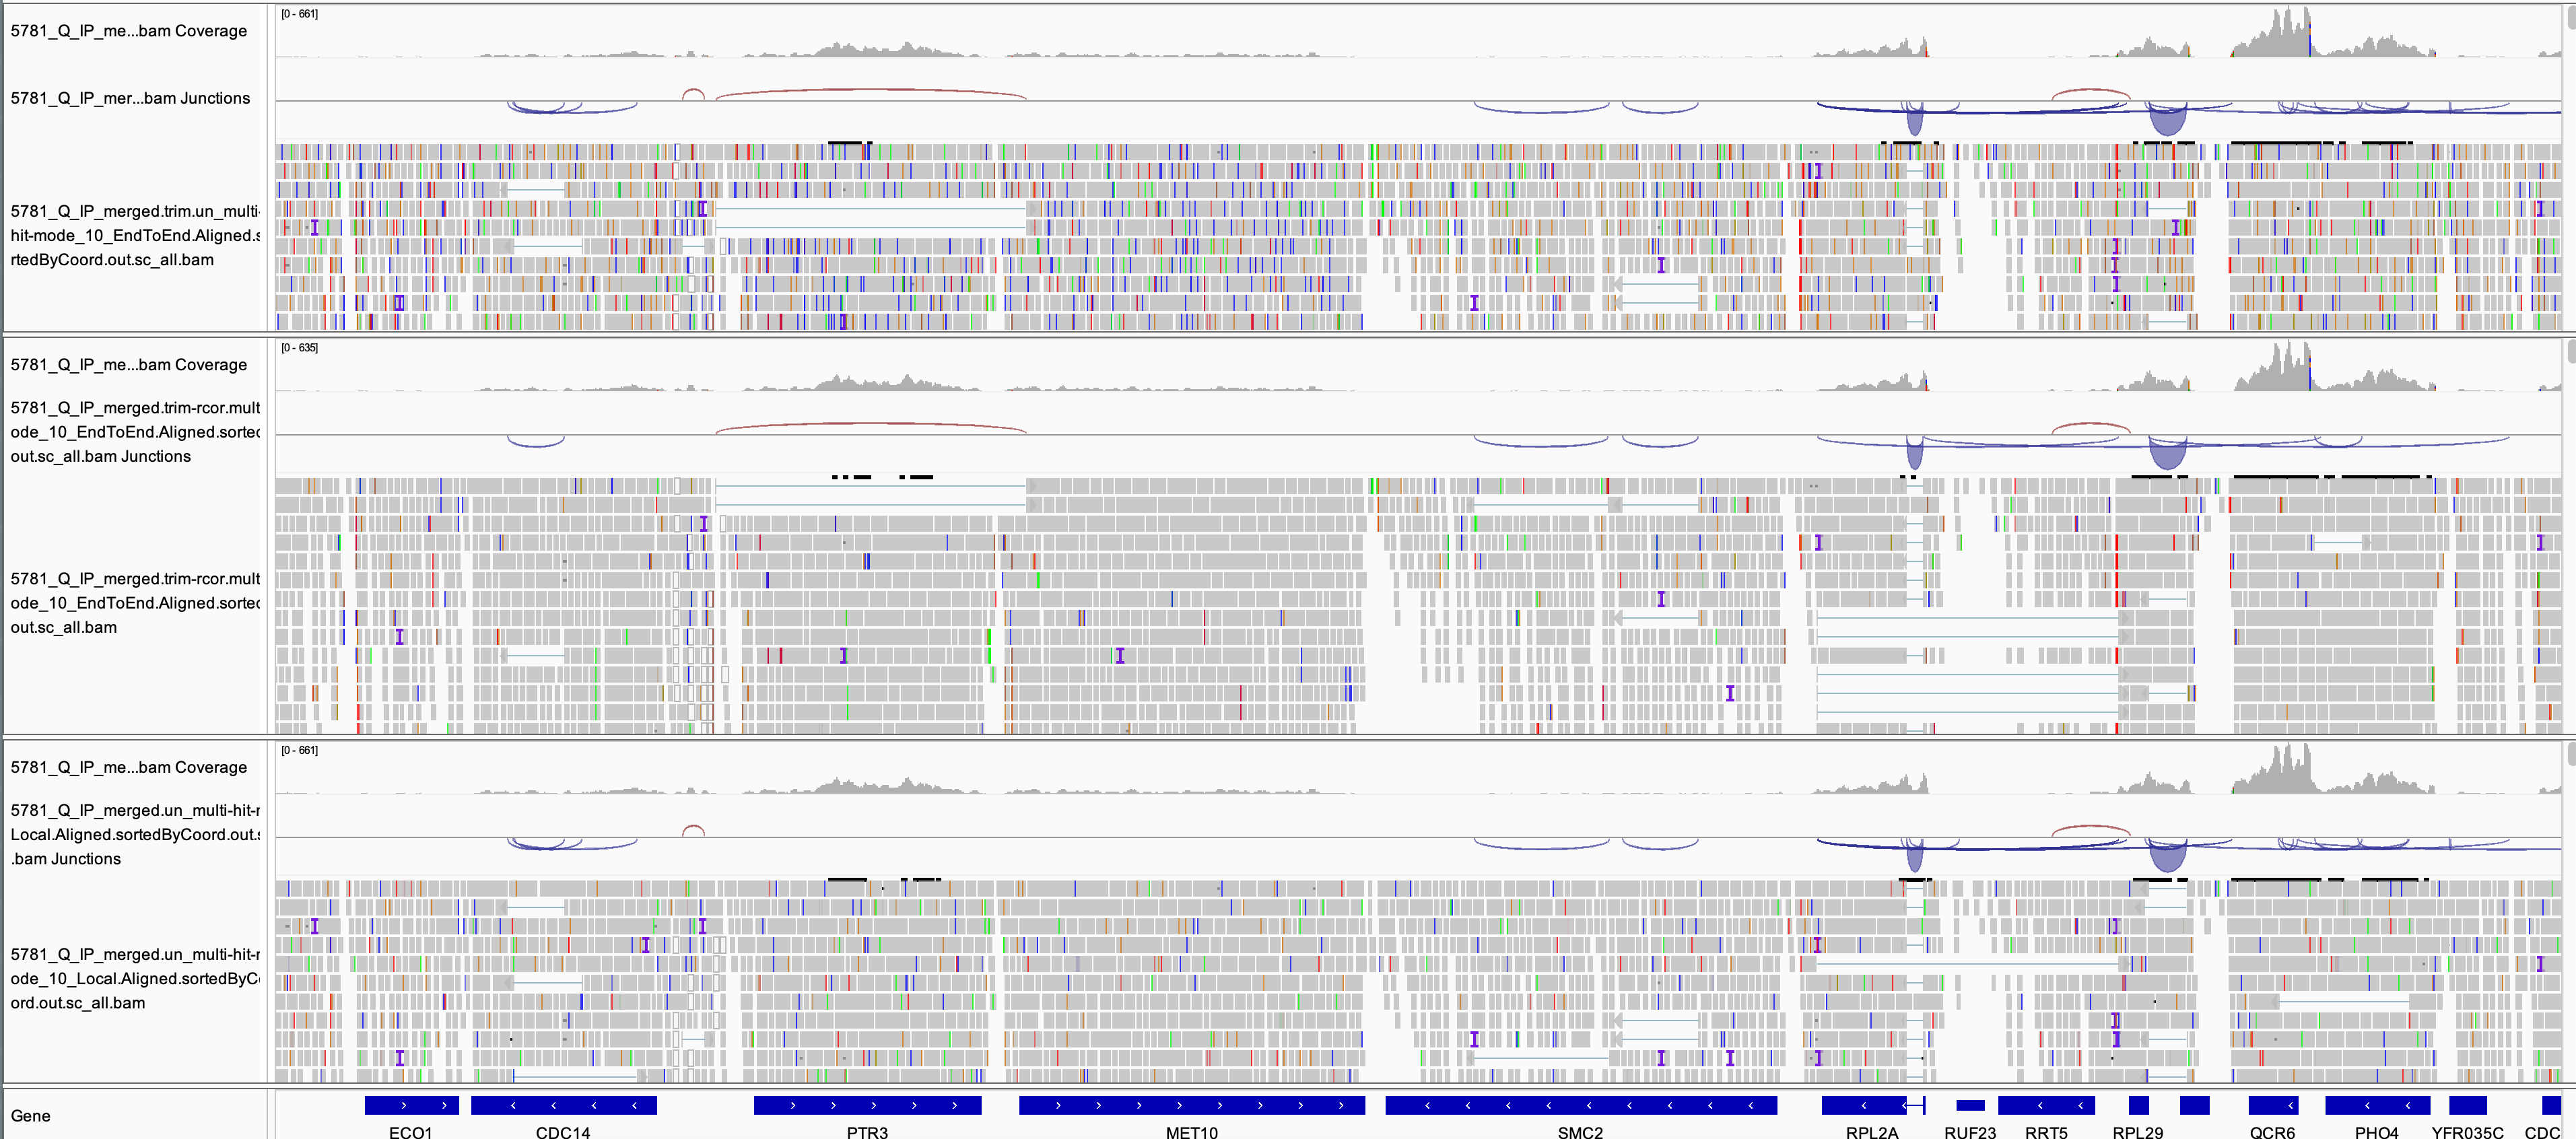 [0 - 661]
5781_Q_IP_me...bam Coverage
5781_Q_IP_mer...bam Junctions
5781_Q_IP_merged.trim.un_multi-
hit-mode_10_EndToEnd.Aligned.s
rtedByCoord.out.sc_all.bam
[0 - 635]
5781_Q_IP_me...bam Coverage
5781_Q_IP_merged.trim-rcor.mult
ode_10_EndToEnd.Aligned.sorted
out.sc_all.bam Junctions
5781_Q_IP_merged.trim-rcor.mult
ode_10_EndToEnd.Aligned.sorted
out.sc_all.bam
[0 - 661]
5781_Q_IP_me...bam Coverage
5781_Q_IP_merged.un_multi-hit-r
Local.Aligned.sortedByCoord.out.s
.bam Junctions
5781_Q_IP_merged.un_multi-hit-r
ode_10_Local.Aligned.sortedByCo
ord.out.sc_all.bam
Gene
ECO1 CDC14 PTR3 MET10 SMC2 RPL2A RUF23 RRT5 RPL29 QCR6 PHO4 YFR035C CDC